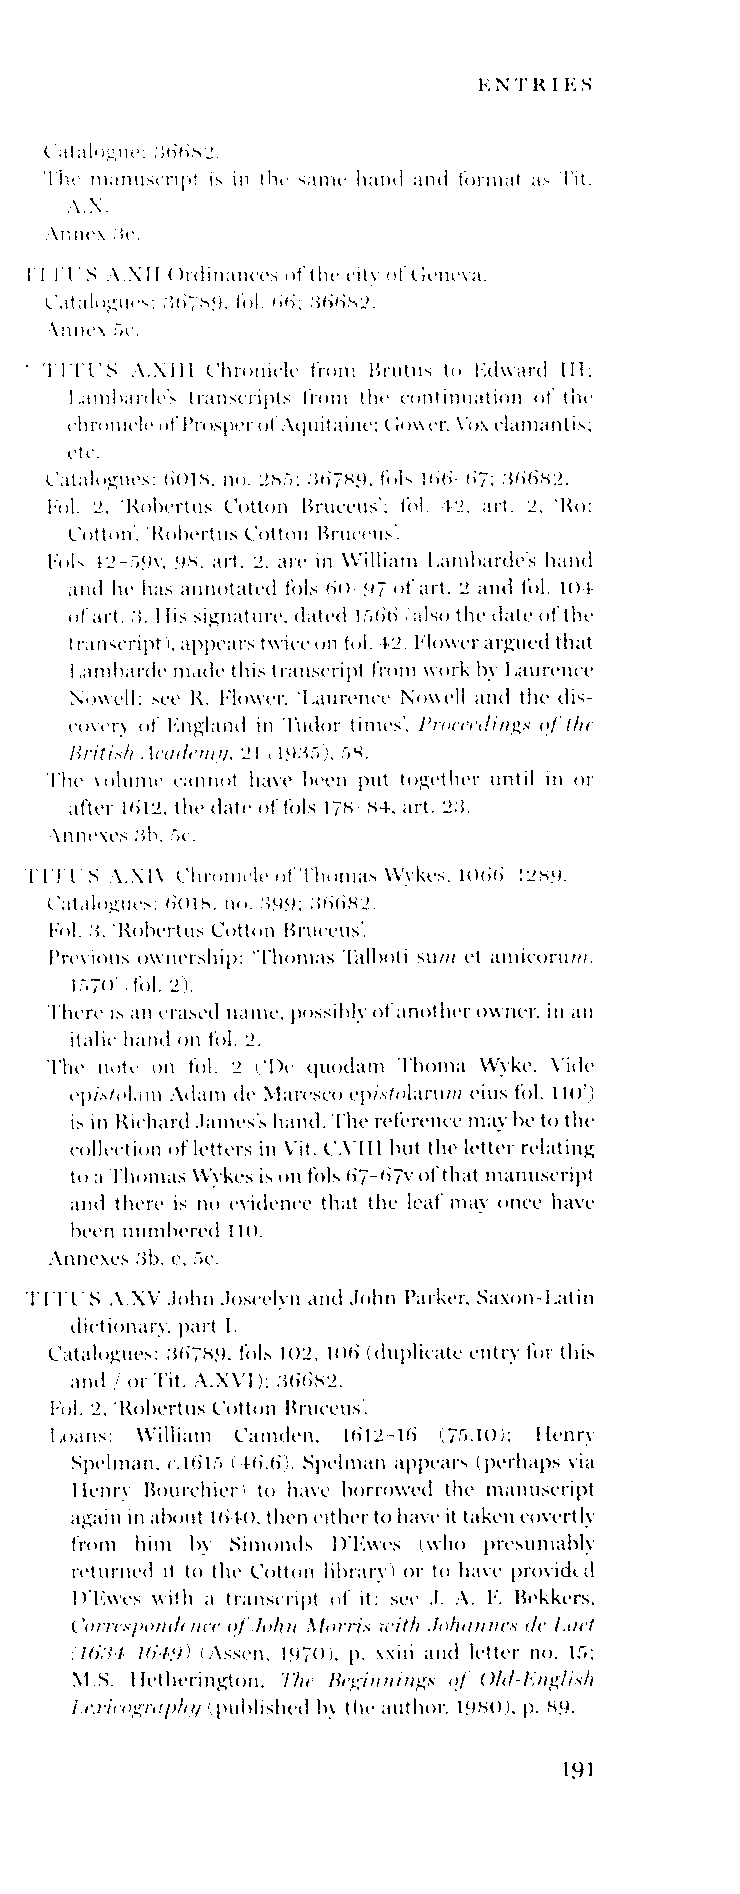 ENTRIES
Catalogue: 36682.
The manuscript is in the same hand and format as Tit.
A.X.
Annex 3e.
TITUS A.XII Ordinances of the city of Geneva.
Catalogues: 36789, fol. 66; 36682.
Annex 5c.
TITUS A.XIII Chronicle from Brutus to Edward III;
Lambarde's transcripts from the continuation of the
chronicle of Prosper of Aquitaine; Gower, Vox clamantis;
etc.
Catalogues: 6018, no. 285; 36789, fols 166-67; 36682.
Fol. 2, 'Robertus Cotton Bruceus'; fol. 42, art. 2, 'Ro:
Cotton', 'Robertus Cotton Bruceus'.
Fols 42-59v, 98, art. 2, are in William Lambarde's hand
and he has annotated fols 60-97 of art. 2 and fol. 104
of art. 3. His signature, dated 1566 (also the date of the
transcript), appears twice on fol. 42. Flower argued that
Lambarde made this transcript from work by Laurence
Nowell: see R. Flower, 'Laurence Nowell and the dis-
covery of England in Tudor times', Proceedings of the
British Academy, 21 (1935), 58.
The volume cannot have been put together until in or
after 1612, the date of fols 178-84, art. 23.
Annexes 3b, 5c.
TITUS A.XIV Chronicle of Thomas Wykes, 1066-1289.
Catalogues: 6018, no. 399; 36682.
Fol. 3, 'Robertus Cotton Bruceus'.
Previous ownership: 'Thomas Talboti sum et amicorum,
1570' (fol. 2).
There is an erased name, possibly of another owner, in an
italic hand on fol. 2.
The note on fol. 2 ('De quodam Thoma Wyke. Vide
epistolam Adam de Maresco epistolarum eius fol. 110')
is in Richard James's hand. The reference may be to the
collection of letters in Vit. C.VIII but the letter relating
to a Thomas Wykes is on fols 67-67v of that manuscript
and there is no evidence that the leaf may once have
been numbered 110.
Annexes 3b, e, 5c.
TITUS A.XV John Joscelyn and John Parker, Saxon-Latin
dictionary, part I.
Catalogues: 36789, fols 102, 106 (duplicate entry for this
and / or Tit. A.XVI); 36682.
Fol. 2, 'Robertus Cotton Bruceus'.
Loans: William Camden, 1612-16 (75.10); Henry
Spelman, c.1615 (46.6). Spelman appears (perhaps via
Henry Bourchier) to have borrowed the manuscript
again in about 1640, then either to have it taken covertly
from him by Simonds D'Ewes (who presumably
returned it to the Cotton library) or to have provided
D'Ewes with a transcript of it: see J. A. F. Bekkers,
Correspondence of John Morris with Johannes de Laet
(1634-1649) (Assen, 1970), p. xxiii and letter no. 15;
M.S. Hetherington, The Beginnings of Old-English
Lexicography (published by the author, 1980), p. 89.
191